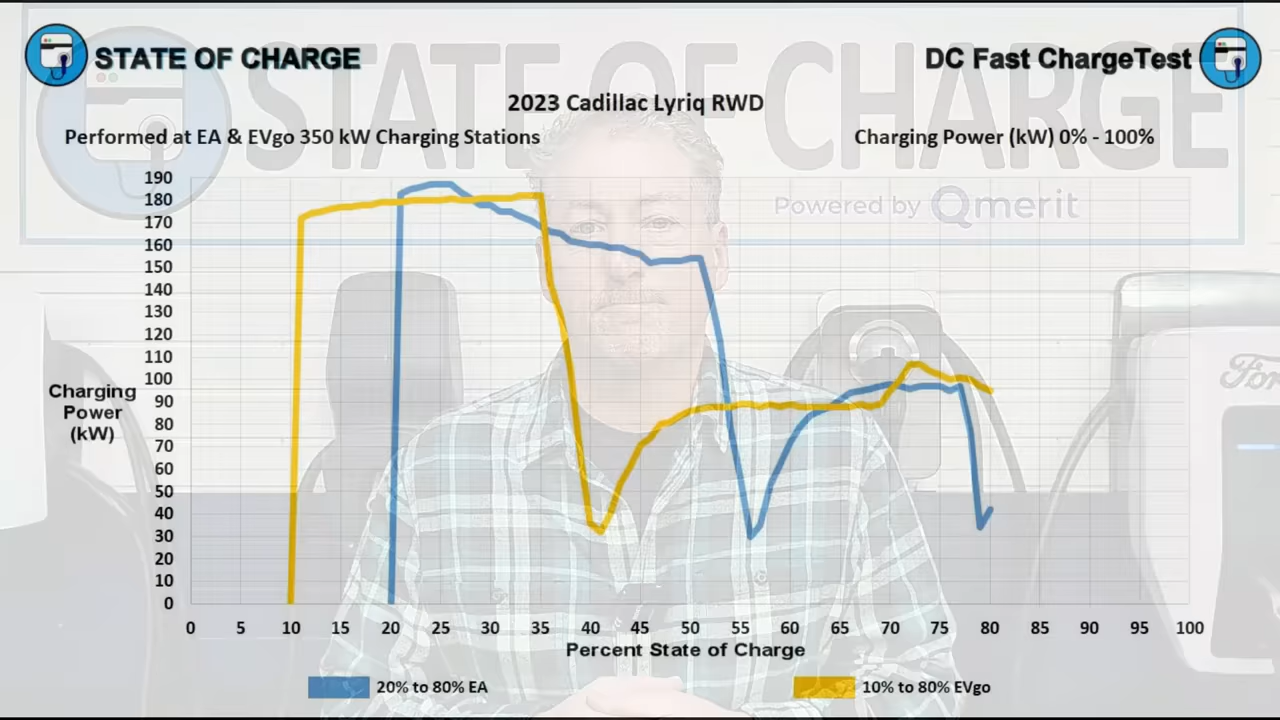 STATE OF CHARGE
DC Fast ChargeTest
STATE OF CHARGE
2023 Cadillac Lyriq RWD
Performed at EA & EVgo 350 kW Charging Stations
Charging Power (kW) 0% - 100%
Powered by Qmerit
190
180
170
160
150
140
130
120
110
100
90
80
70
60
50
40
30
20
10
0
Charging
Power
(kW)
Ford
0 5 10 15 20 25 30 35 40 45 50 55 60 65 70 75 80 85 90 95 100
Percent State of Charge
20% to 80% EA
10% to 80% EVgo